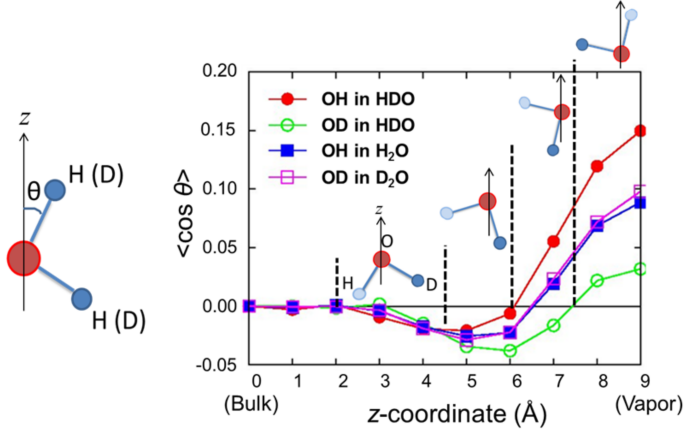 z
θ
H (D)
H (D)
0.20
0.15
0.10
0.05
0.00
-0.05
<cos θ>
OH in HDO
OD in HDO
OH in H₂O
OD in D₂O
z
O
H
D
0 1 2 3 4 5 6 7 8 9
(Bulk)
(Vapor)
z-coordinate (Å)